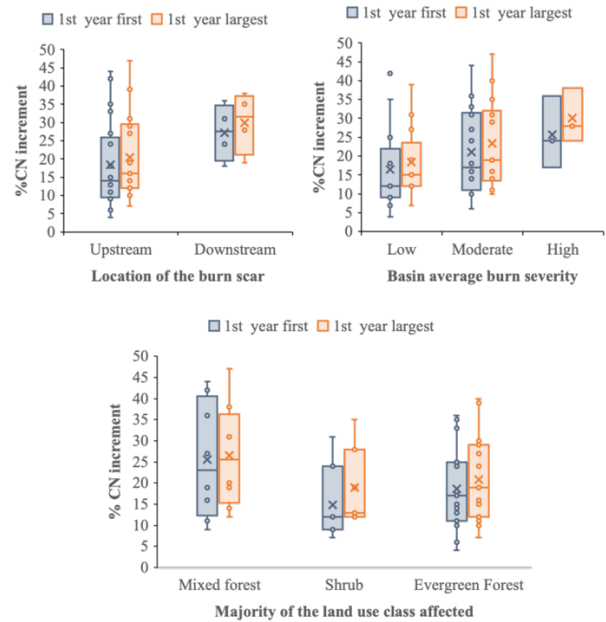 1st year first 1st year largest
%CN increment
50
45
40
35
30
25
20
15
10
5
0
Upstream Downstream
Location of the burn scar
1st year first 1st year largest
%CN increment
50
45
40
35
30
25
20
15
10
5
0
Low Moderate High
Basin average burn severity
1st year first 1st year largest
% CN increment
50
45
40
35
30
25
20
15
10
5
0
Mixed forest Shrub Evergreen Forest
Majority of the land use class affected